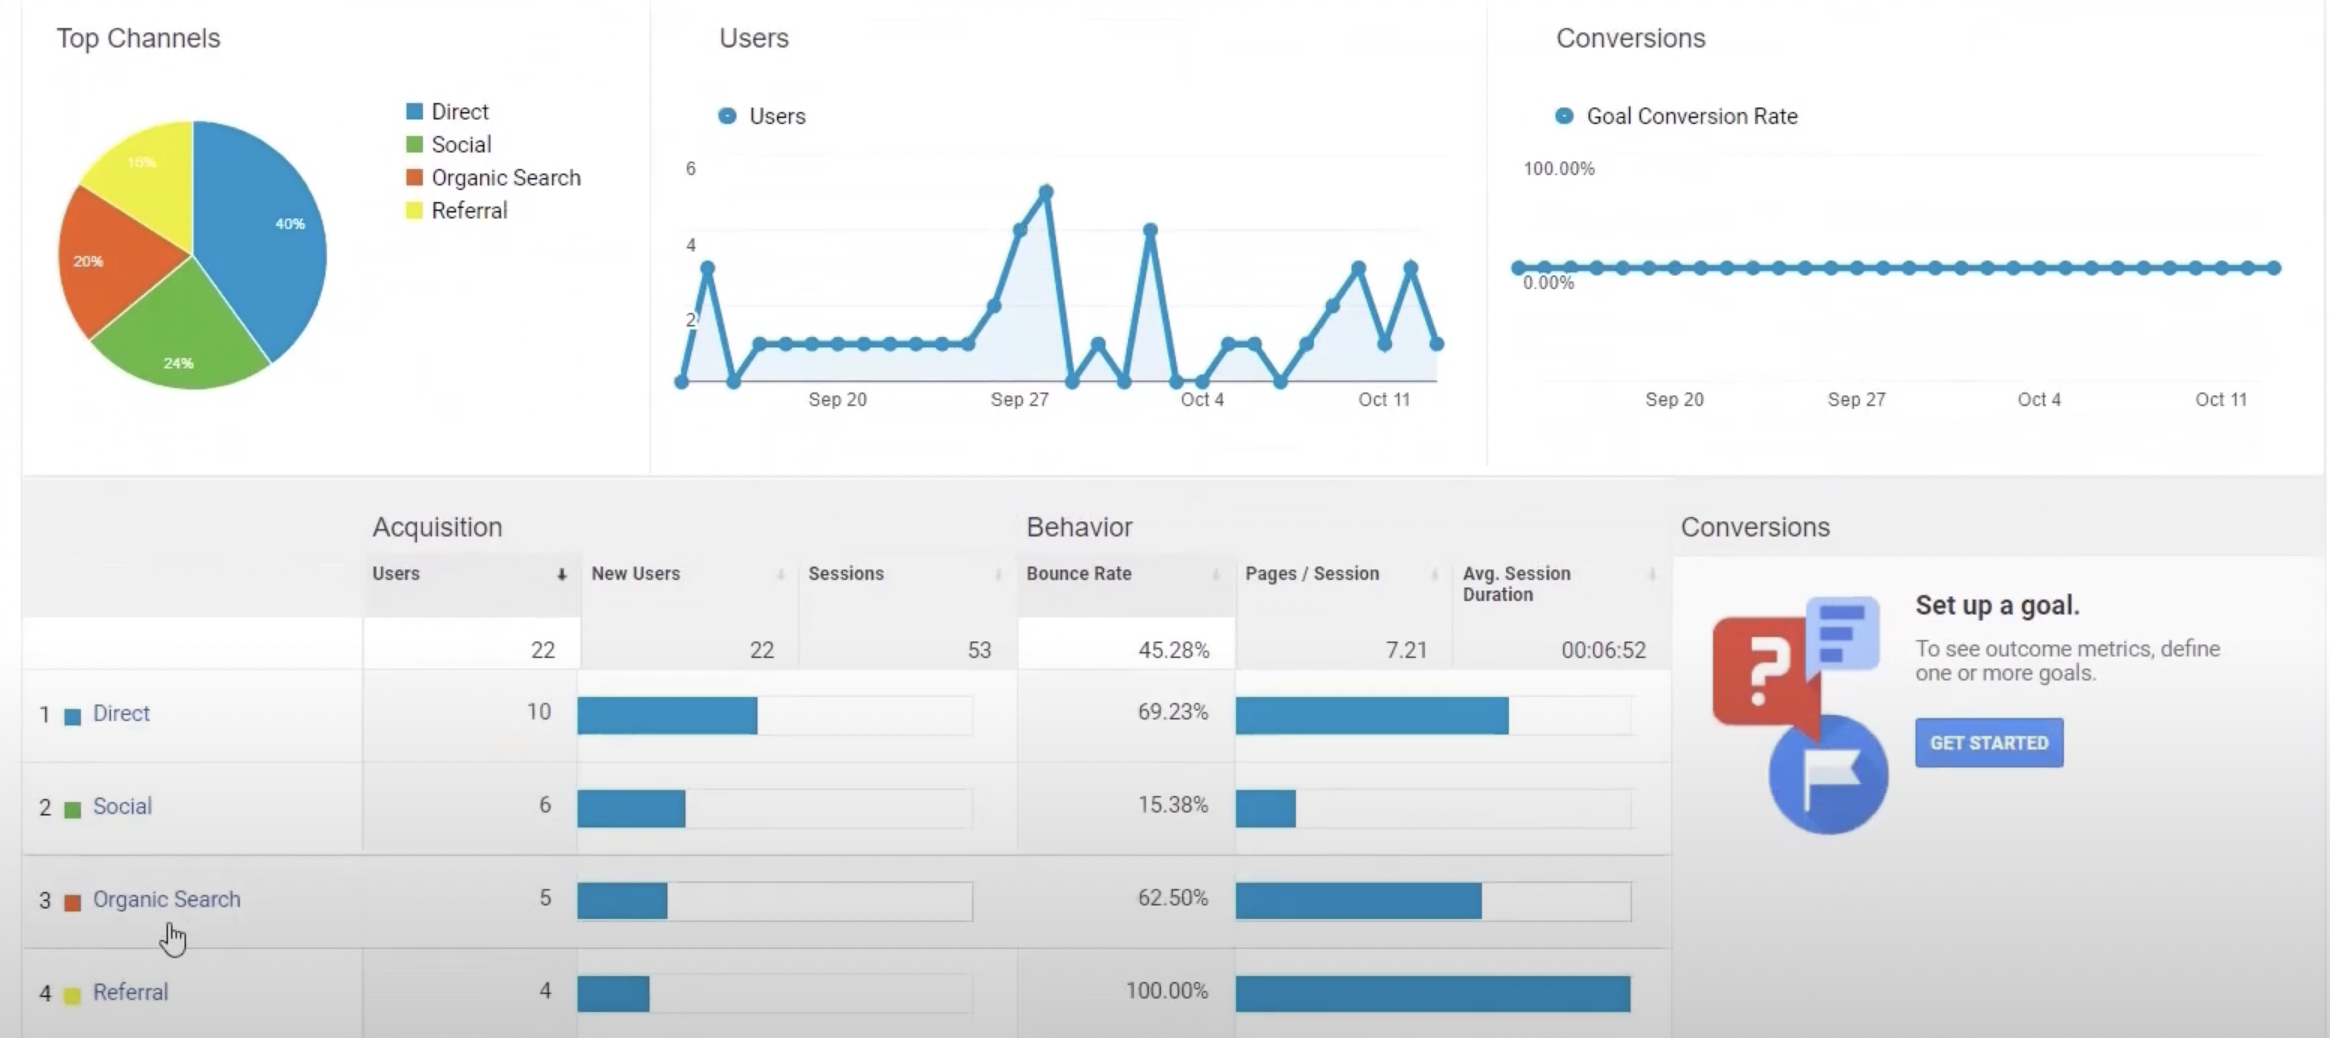 Top Channels
Direct
Social
Organic Search
Referral
16%
40%
20%
24%
Users
Users
6
4
2
Sep 20
Sep 27
Oct 4
Oct 11
Conversions
Goal Conversion Rate
100.00%
0.00%
Sep 20
Sep 27
Oct 4
Oct 11
Acquisition
Behavior
Conversions
Users
New Users
Sessions
Bounce Rate
Pages / Session
Avg. Session
Duration
22
22
53
45.28%
7.21
00:06:52
1 Direct 10 69.23%
2 Social 6 15.38%
3 Organic Search 5 62.50%
4 Referral 4 100.00%
Set up a goal.
To see outcome metrics, define
one or more goals.
GET STARTED
?